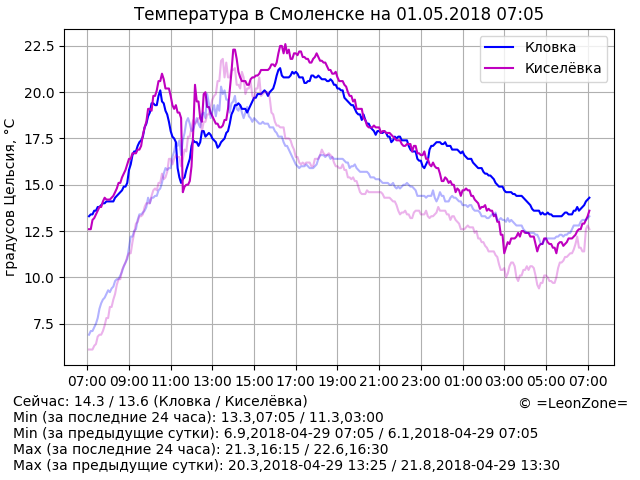 Температура в Смоленске на 01.05.2018 07:05
градусов Цельсия, °C
22.5
20.0
17.5
15.0
12.5
10.0
7.5
Кловка
Киселёвка
07:00 09:00 11:00 13:00 15:00 17:00 19:00 21:00 23:00 01:00 03:00 05:00 07:00
Сейчас: 14.3 / 13.6 (Кловка / Киселёвка)
© =LeonZone=
Min (за последние 24 часа): 13.3,07:05 / 11.3,03:00
Min (за предыдущие сутки): 6.9,2018-04-29 07:05 / 6.1,2018-04-29 07:05
Max (за последние 24 часа): 21.3,16:15 / 22.6,16:30
Max (за предыдущие сутки): 20.3,2018-04-29 13:25 / 21.8,2018-04-29 13:30